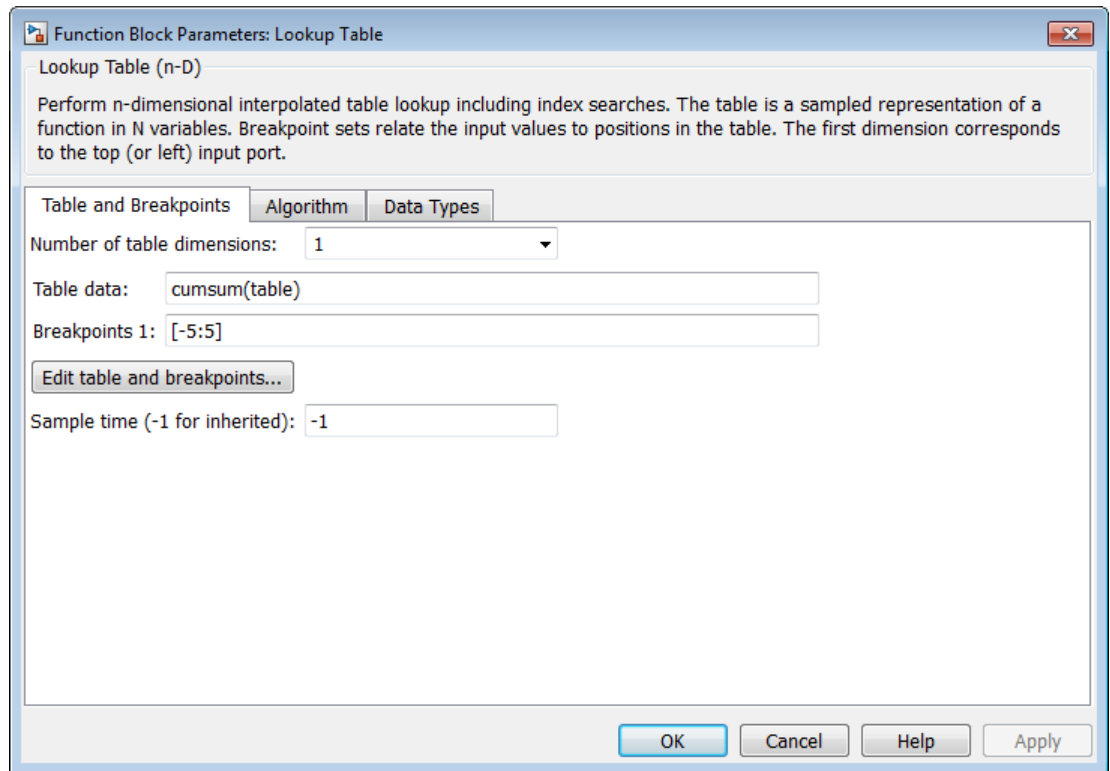 Function Block Parameters: Lookup Table
Lookup Table (n-D)
Perform n-dimensional interpolated table lookup including index searches. The table is a sampled representation of a
function in N variables. Breakpoint sets relate the input values to positions in the table. The first dimension corresponds
to the top (or left) input port.
Table and Breakpoints Algorithm Data Types
Number of table dimensions: 1
Table data: cumsum(table)
Breakpoints 1: [-5:5]
Edit table and breakpoints...
Sample time (-1 for inherited): -1
OK Cancel Help Apply